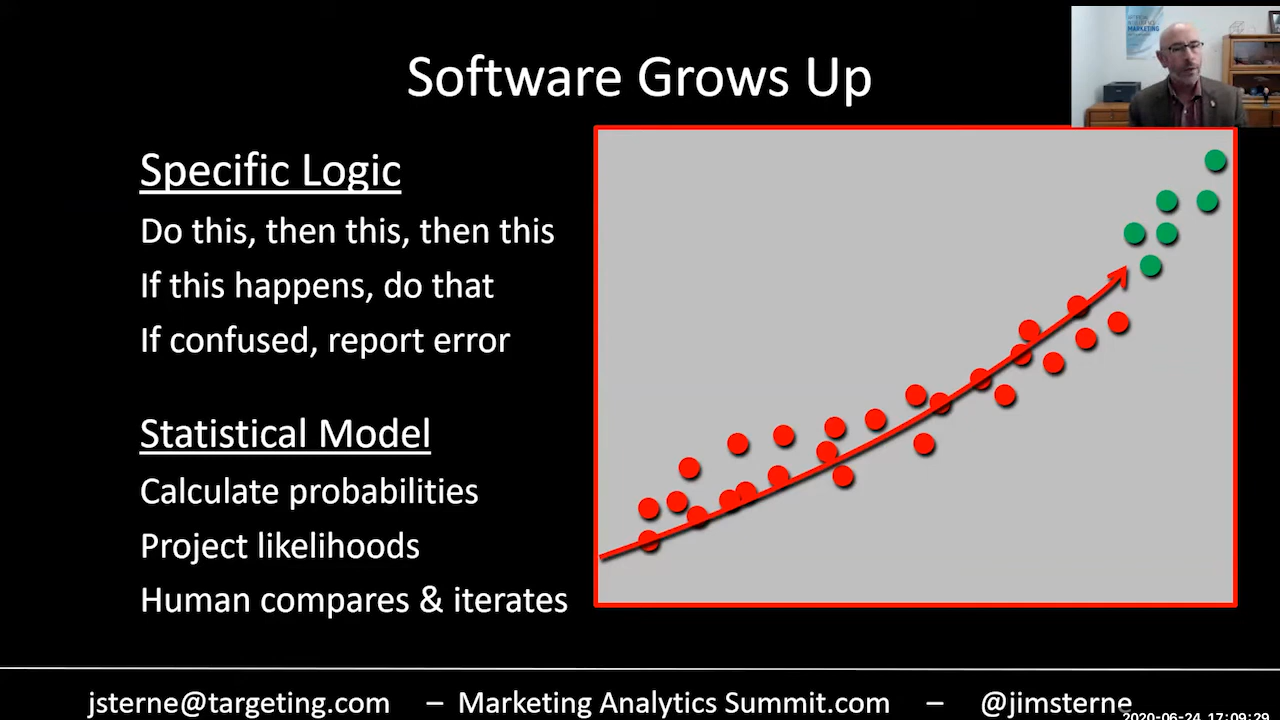 Software Grows Up
Specific Logic
Do this, then this, then this
If this happens, do that
If confused, report error
Statistical Model
Calculate probabilities
Project likelihoods
Human compares & iterates
MARKETING
jsterne@targeting.com – Marketing Analytics Summit.com – @jimsterne
2020-06-24 17:09:29